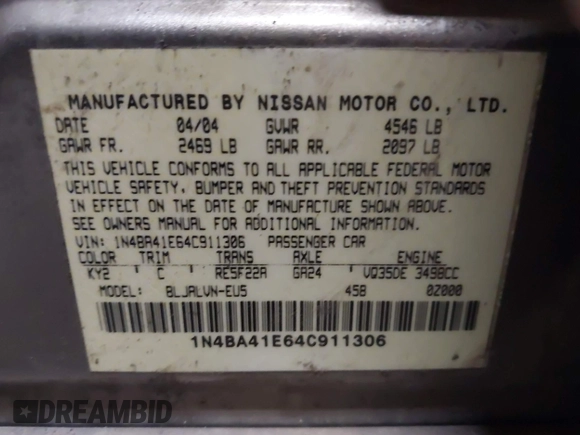 MANUFACTURED BY NISSAN MOTOR CO., LTD.
DATE 04/04 GVWR 4546 LB
GAWR FR. 2469 LB GAWR RR. 2097 LB
THIS VEHICLE CONFORMS TO ALL APPLICABLE FEDERAL MOTOR
VEHICLE SAFETY, BUMPER AND THEFT PREVENTION STANDARDS
IN EFFECT ON THE DATE OF MANUFACTURE SHOWN ABOVE.
SEE OWNERS MANUAL FOR ADDITIONAL INFORMATION.
VIN: 1N4BA41E64C911306 PASSENGER CAR
COLOR TRIM TRANS AXLE ENGINE
KY2 C RE5F22A GA24 VQ35DE 3498CC
MODEL: BLJALVN-EU5 45B 0Z000
1N4BA41E64C911306
DREAMBID